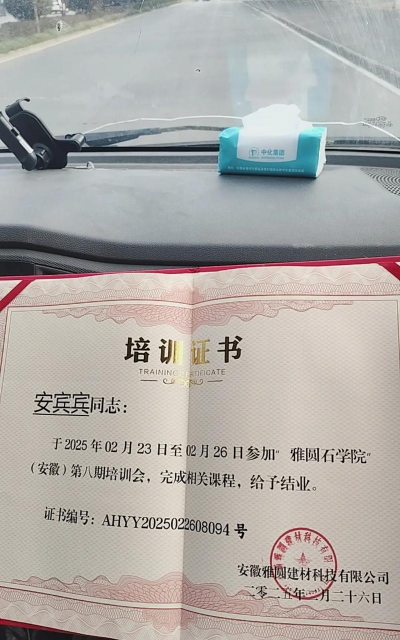 中化集团
培训证书
TRAINING CERTIFICATE
安宾宾同志：
于2025年02月23日至02月26日参加"雅圆石学院"
（安徽）第八期培训会，完成相关课程，给予结业。
证书编号：AHYY2025022608094号
安徽雅圆建材科技有限公司
二零二五年二月二十六日